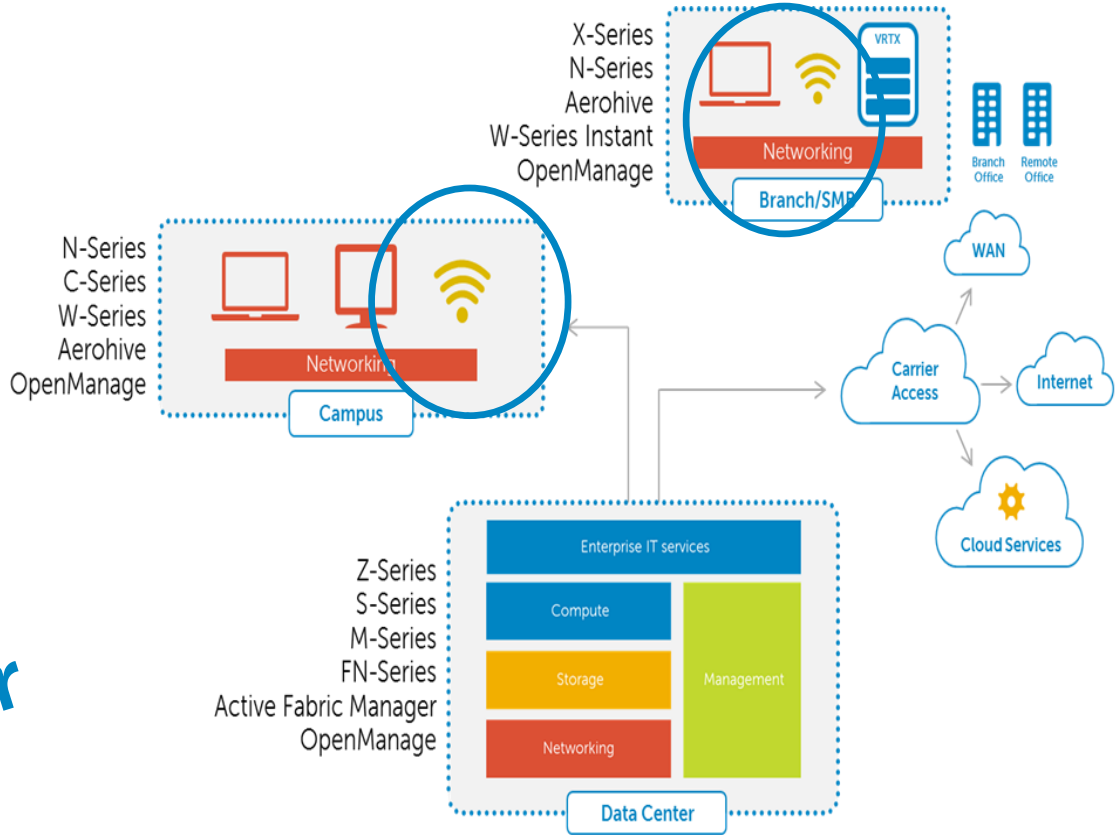 X-Series
N-Series
Aerohive
W-Series Instant
OpenManage
VRTX
Networking
Branch/SMB
Branch
Office
Remote
Office
N-Series
C-Series
W-Series
Aerohive
OpenManage
Networking
Campus
WAN
Carrier
Access
Internet
Cloud Services
Z-Series
S-Series
M-Series
FN-Series
Active Fabric Manager
OpenManage
Enterprise IT services
Compute
Storage
Management
Networking
Data Center
r